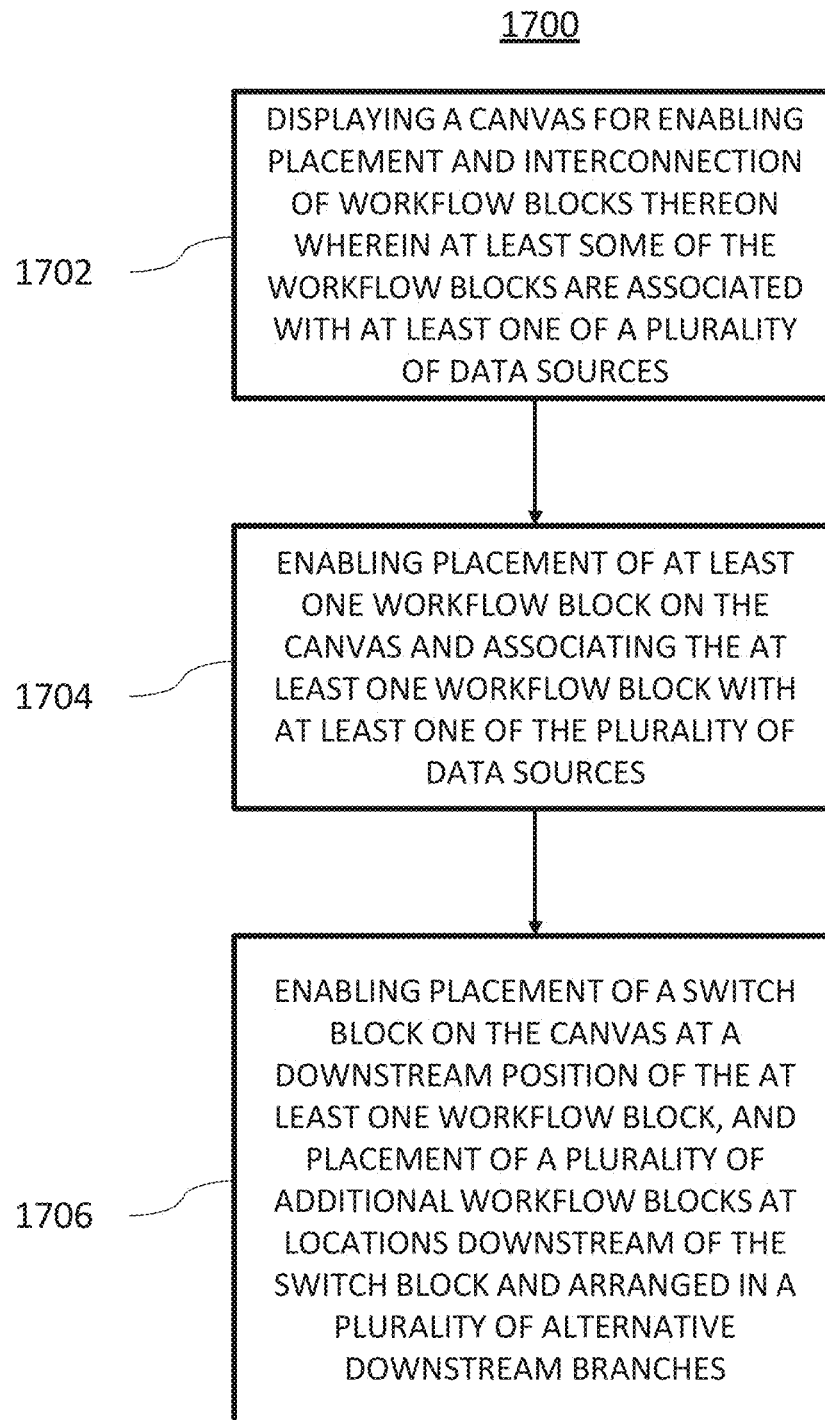 1700
DISPLAYING A CANVAS FOR ENABLING
PLACEMENT AND INTERCONNECTION
OF WORKFLOW BLOCKS THEREON
WHEREIN AT LEAST SOME OF THE
WORKFLOW BLOCKS ARE ASSOCIATED
WITH AT LEAST ONE OF A PLURALITY
OF DATA SOURCES
1702
ENABLING PLACEMENT OF AT LEAST
ONE WORKFLOW BLOCK ON THE
CANVAS AND ASSOCIATING THE AT
LEAST ONE WORKFLOW BLOCK WITH
AT LEAST ONE OF THE PLURALITY OF
DATA SOURCES
1704
ENABLING PLACEMENT OF A SWITCH
BLOCK ON THE CANVAS AT A
DOWNSTREAM POSITION OF THE AT
LEAST ONE WORKFLOW BLOCK, AND
PLACEMENT OF A PLURALITY OF
ADDITIONAL WORKFLOW BLOCKS AT
LOCATIONS DOWNSTREAM OF THE
SWITCH BLOCK AND ARRANGED IN A
PLURALITY OF ALTERNATIVE
DOWNSTREAM BRANCHES
1706